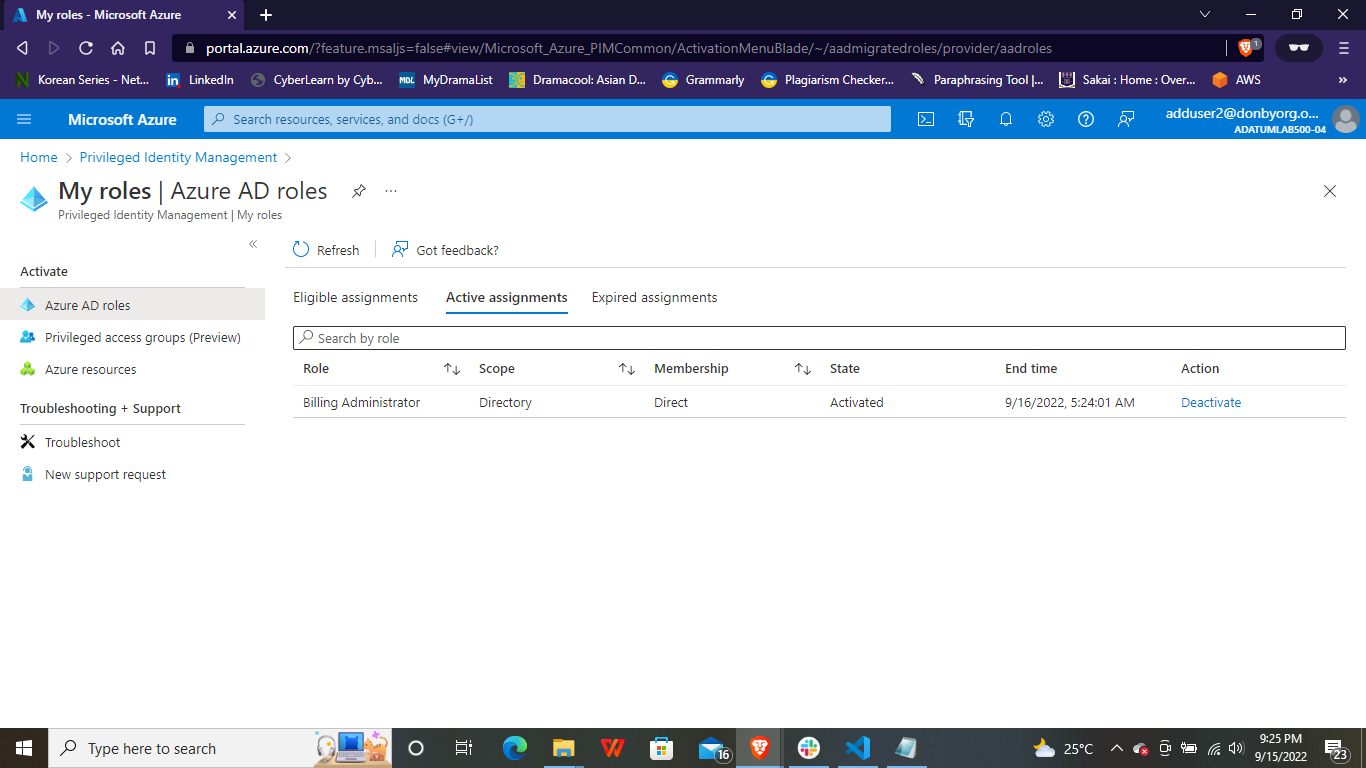 My roles - Microsoft Azure
portal.azure.com/?feature.msaljs=false#view/Microsoft_Azure_PIMCommon/ActivationMenuBlade/~/aadmigratedroles/provider/aadroles
1
Korean Series - Net... LinkedIn CyberLearn by Cyb... MDL MyDramaList Dramacool: Asian D... Grammarly Plagiarism Checker... Paraphrasing Tool |... Sakai : Home : Over... AWS »
Microsoft Azure
Search resources, services, and docs (G+/)
adduser2@donbyorg.o...
ADATUMLAB500-04
Home > Privileged Identity Management >
My roles | Azure AD roles ...
Privileged Identity Management | My roles
«
Refresh
Got feedback?
Activate
Azure AD roles
Privileged access groups (Preview)
Azure resources
Troubleshooting + Support
Troubleshoot
New support request
Eligible assignments Active assignments Expired assignments
Search by role
Role Scope Membership State End time Action
Billing Administrator Directory Direct Activated 9/16/2022, 5:24:01 AM Deactivate
Type here to search
16
25°C
9:25 PM
9/15/2022
23